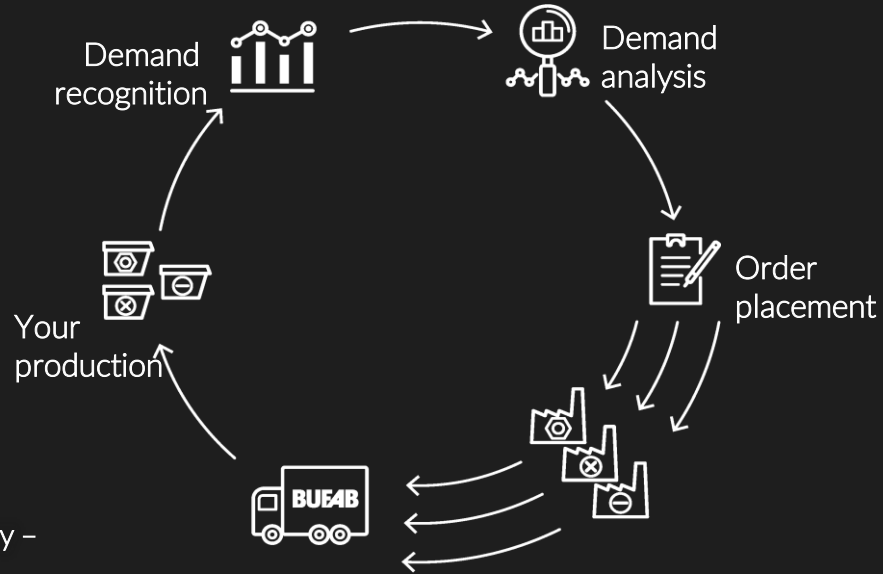 Demand
recognition
Demand
analysis
Order
placement
Your
production
BUFAB
y –